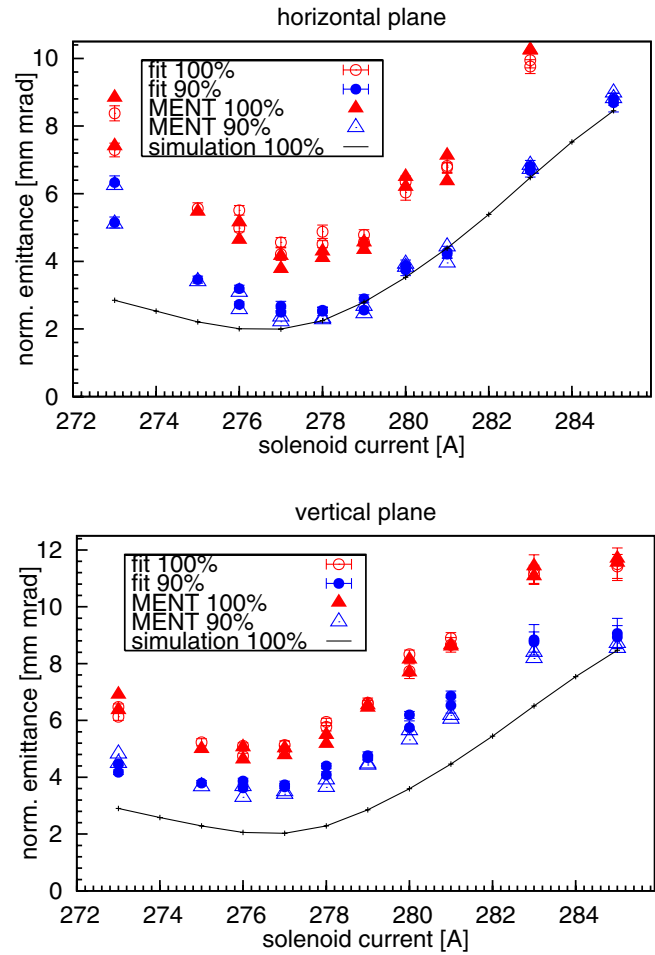 horizontal plane
10
8
6
4
2
0
norm. emittance [mm mrad]
fit 100%
fit 90%
MENT 100%
MENT 90%
simulation 100%
272 274 276 278 280 282 284
solenoid current [A]
vertical plane
12
10
8
6
4
2
0
norm. emittance [mm mrad]
fit 100%
fit 90%
MENT 100%
MENT 90%
simulation 100%
272 274 276 278 280 282 284
solenoid current [A]